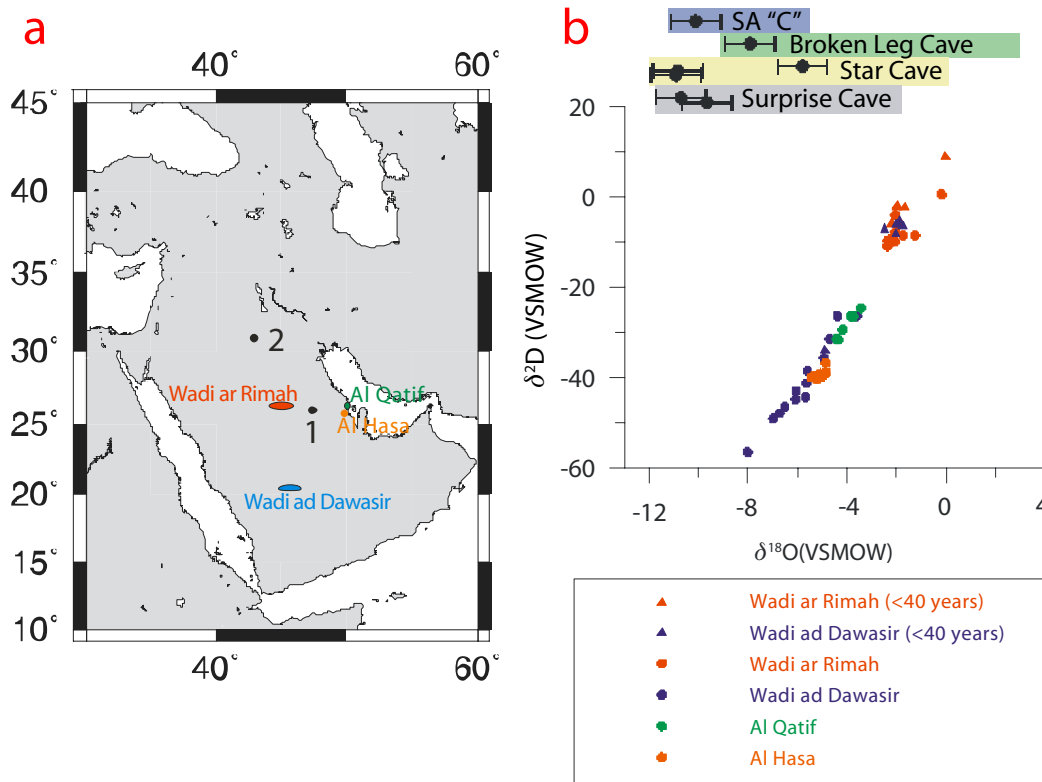 a
40° 60°
45°
40°
35°
30°
25°
20°
15°
10°
2
Wadi ar Rimah
Al Qatif
1
Al Hasa
Wadi ad Dawasir
40° 60°
b
SA “C”
Broken Leg Cave
Star Cave
Surprise Cave
20
0
-20
-40
-60
δ²D (VSMOW)
-12 -8 -4 0
δ¹⁸O(VSMOW)
Wadi ar Rimah (<40 years)
Wadi ad Dawasir (<40 years)
Wadi ar Rimah
Wadi ad Dawasir
Al Qatif
Al Hasa